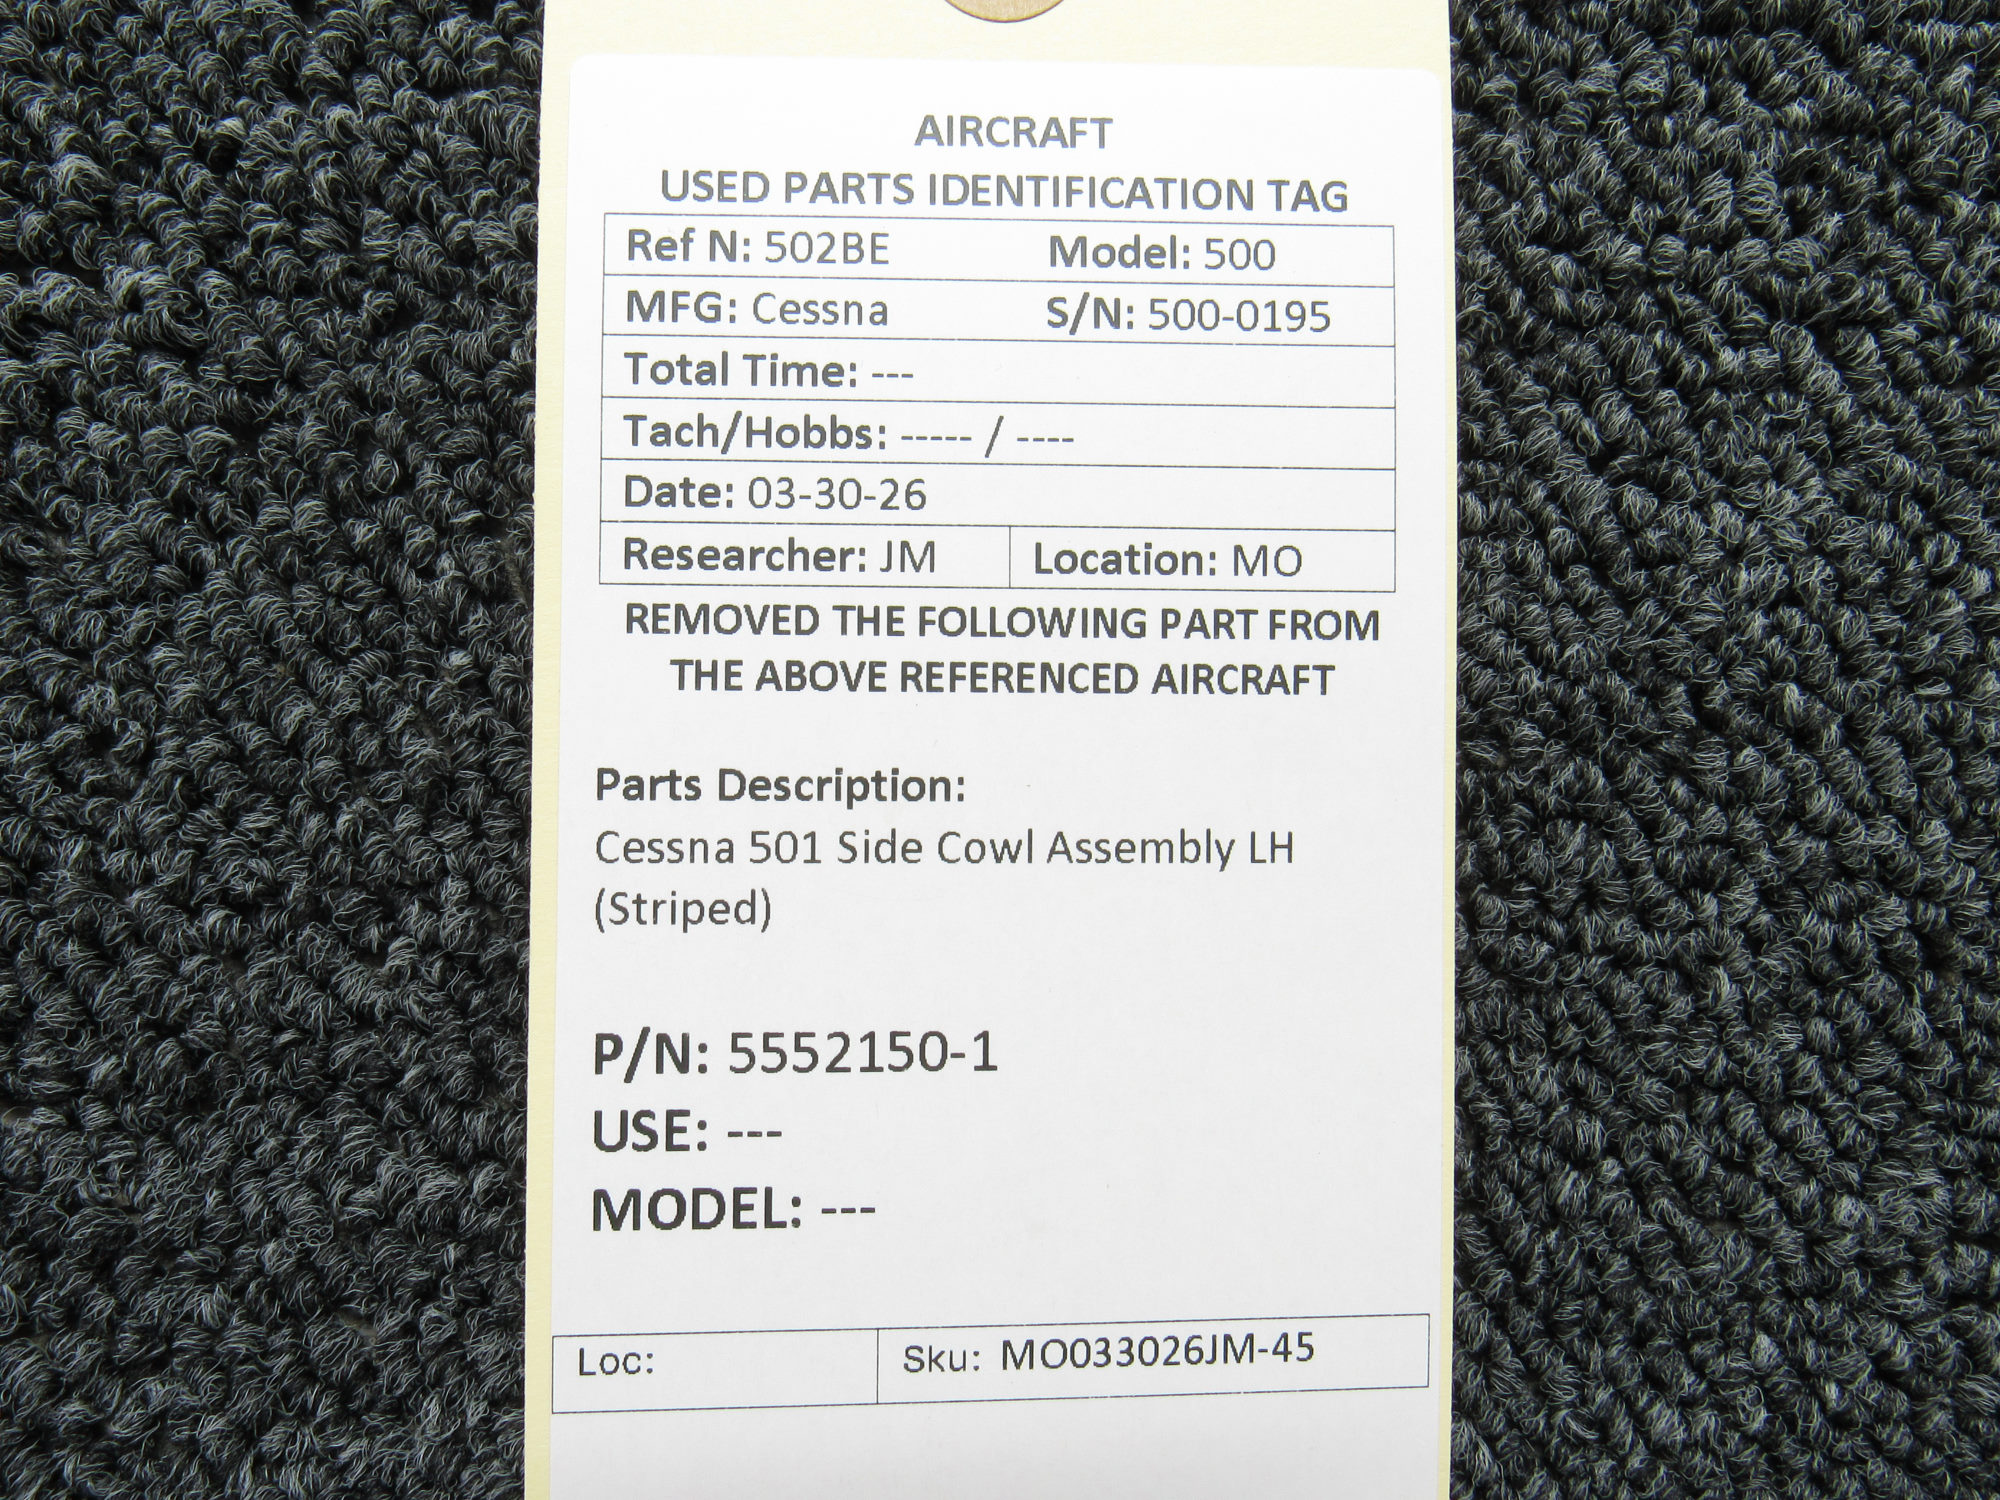 AIRCRAFT
USED PARTS IDENTIFICATION TAG
Ref N: 502BE Model: 500
MFG: Cessna S/N: 500-0195
Total Time: ---
Tach/Hobbs: ----- / ----
Date: 03-30-26
Researcher: JM Location: MO
REMOVED THE FOLLOWING PART FROM
THE ABOVE REFERENCED AIRCRAFT
Parts Description:
Cessna 501 Side Cowl Assembly LH
(Striped)
P/N: 5552150-1
USE: ---
MODEL: ---
Loc: Sku: MO033026JM-45